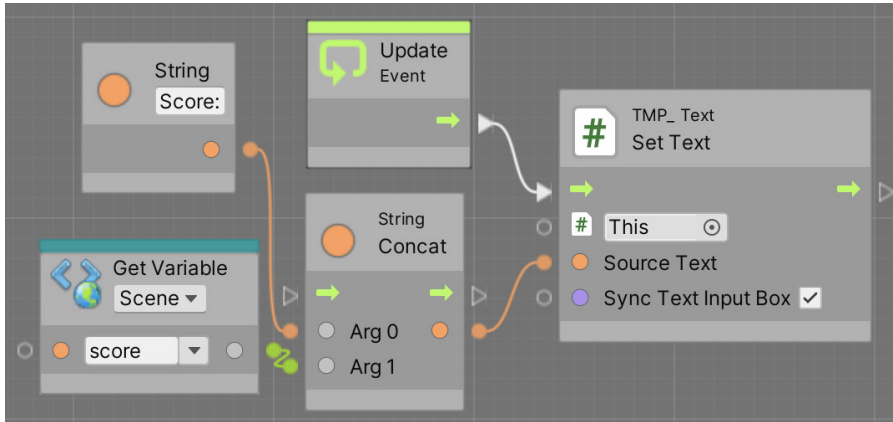 String
Score:
Update
Event
TMP_ Text
Set Text
This
Source Text
Sync Text Input Box
String
Concat
Arg 0
Arg 1
Get Variable
Scene
score